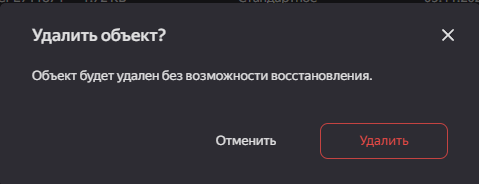 Удалить объект?
Объект будет удален без возможности восстановления.
Отменить
Удалить